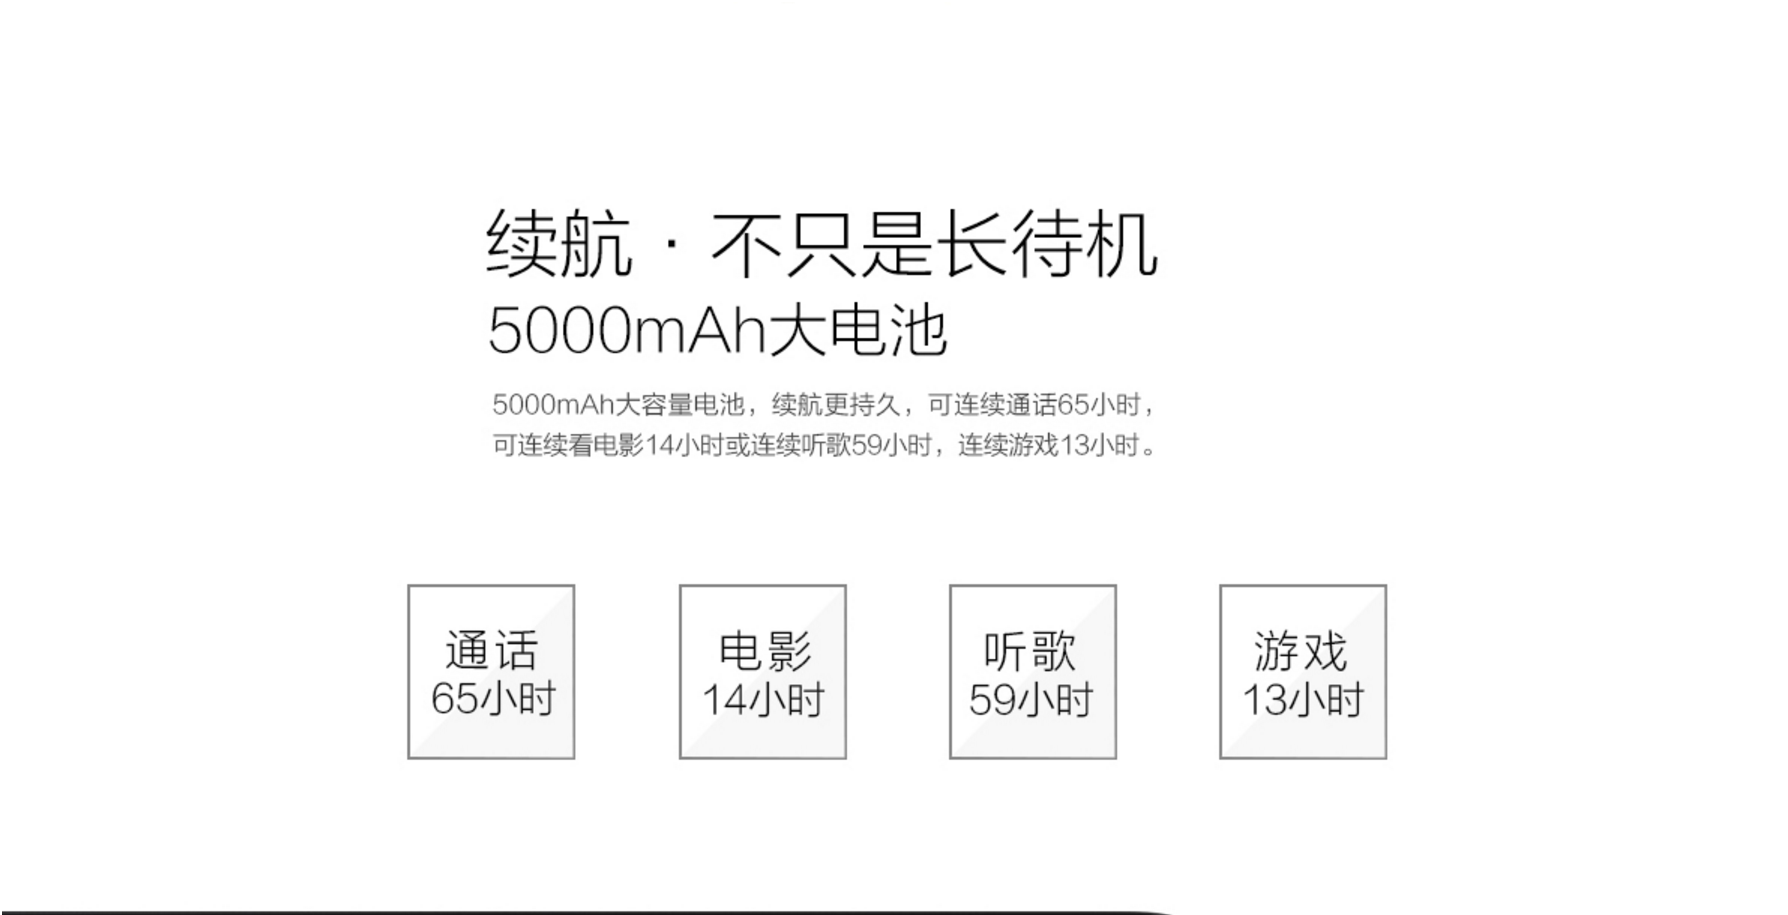 续航·不只是长待机
5000mAh大电池
5000mAh大容量电池，续航更持久，可连续通话65小时，
可连续看电影14小时或连续听歌59小时，连续游戏13小时。
通话
65小时
电影
14小时
听歌
59小时
游戏
13小时